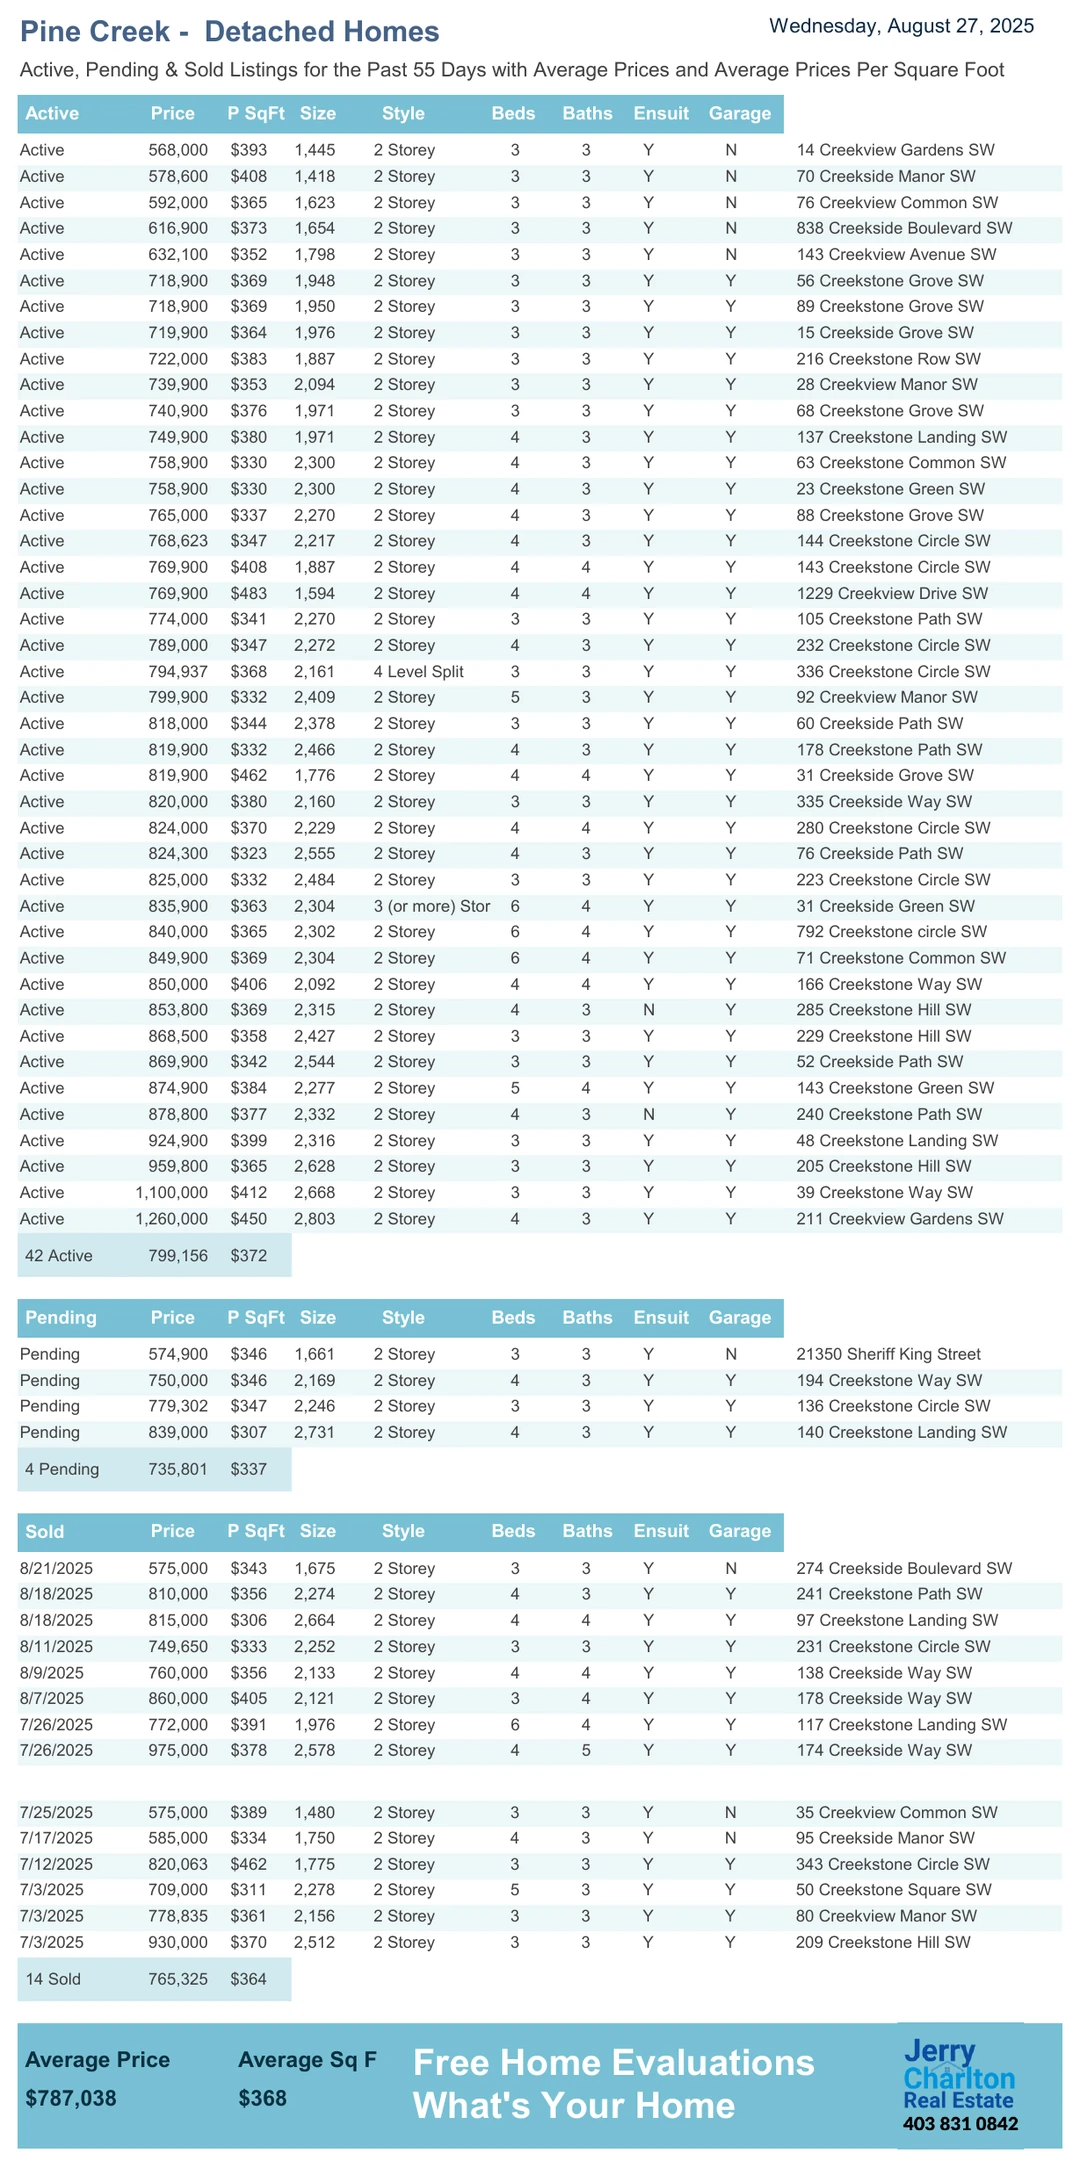 Pine Creek - Detached Homes
Wednesday, August 27, 2025
Active, Pending & Sold Listings for the Past 55 Days with Average Prices and Average Prices Per Square Foot
Active Price P SqFt Size Style Beds Baths Ensuit Garage
Active 568,000 $393 1,445 2 Storey 3 3 Y N 14 Creekview Gardens SW
Active 578,600 $408 1,418 2 Storey 3 3 Y N 70 Creekside Manor SW
Active 592,000 $365 1,623 2 Storey 3 3 Y N 76 Creekview Common SW
Active 616,900 $373 1,654 2 Storey 3 3 Y N 838 Creekside Boulevard SW
Active 632,100 $352 1,798 2 Storey 3 3 Y N 143 Creekview Avenue SW
Active 718,900 $369 1,948 2 Storey 3 3 Y Y 56 Creekstone Grove SW
Active 718,900 $369 1,950 2 Storey 3 3 Y Y 89 Creekstone Grove SW
Active 719,900 $364 1,976 2 Storey 3 3 Y Y 15 Creekside Grove SW
Active 722,000 $383 1,887 2 Storey 3 3 Y Y 216 Creekstone Row SW
Active 739,900 $353 2,094 2 Storey 3 3 Y Y 28 Creekview Manor SW
Active 740,900 $376 1,971 2 Storey 3 3 Y Y 68 Creekstone Grove SW
Active 749,900 $380 1,971 2 Storey 4 3 Y Y 137 Creekstone Landing SW
Active 758,900 $330 2,300 2 Storey 4 3 Y Y 63 Creekstone Common SW
Active 758,900 $330 2,300 2 Storey 4 3 Y Y 23 Creekstone Green SW
Active 765,000 $337 2,270 2 Storey 4 3 Y Y 88 Creekstone Grove SW
Active 768,623 $347 2,217 2 Storey 4 3 Y Y 144 Creekstone Circle SW
Active 769,900 $408 1,887 2 Storey 4 4 Y Y 143 Creekstone Circle SW
Active 769,900 $483 1,594 2 Storey 4 4 Y Y 1229 Creekview Drive SW
Active 774,000 $341 2,270 2 Storey 3 3 Y Y 105 Creekstone Path SW
Active 789,000 $347 2,272 2 Storey 4 3 Y Y 232 Creekstone Circle SW
Active 794,937 $368 2,161 4 Level Split 3 3 Y Y 336 Creekstone Circle SW
Active 799,900 $332 2,409 2 Storey 5 3 Y Y 92 Creekview Manor SW
Active 818,000 $344 2,378 2 Storey 3 3 Y Y 60 Creekside Path SW
Active 819,900 $332 2,466 2 Storey 4 3 Y Y 178 Creekstone Path SW
Active 819,900 $462 1,776 2 Storey 4 4 Y Y 31 Creekside Grove SW
Active 820,000 $380 2,160 2 Storey 3 3 Y Y 335 Creekside Way SW
Active 824,000 $370 2,229 2 Storey 4 4 Y Y 280 Creekstone Circle SW
Active 824,300 $323 2,555 2 Storey 4 3 Y Y 76 Creekside Path SW
Active 825,000 $332 2,484 2 Storey 3 3 Y Y 223 Creekstone Circle SW
Active 835,900 $363 2,304 3 (or more) Stor 6 4 Y Y 31 Creekside Green SW
Active 840,000 $365 2,302 2 Storey 6 4 Y Y 792 Creekstone circle SW
Active 849,900 $369 2,304 2 Storey 6 4 Y Y 71 Creekstone Common SW
Active 850,000 $406 2,092 2 Storey 4 4 Y Y 166 Creekstone Way SW
Active 853,800 $369 2,315 2 Storey 4 3 N Y 285 Creekstone Hill SW
Active 868,500 $358 2,427 2 Storey 3 3 Y Y 229 Creekstone Hill SW
Active 869,900 $342 2,544 2 Storey 3 3 Y Y 52 Creekside Path SW
Active 874,900 $384 2,277 2 Storey 5 4 Y Y 143 Creekstone Green SW
Active 878,800 $377 2,332 2 Storey 4 3 N Y 240 Creekstone Path SW
Active 924,900 $399 2,316 2 Storey 3 3 Y Y 48 Creekstone Landing SW
Active 959,800 $365 2,628 2 Storey 3 3 Y Y 205 Creekstone Hill SW
Active 1,100,000 $412 2,668 2 Storey 3 3 Y Y 39 Creekstone Way SW
Active 1,260,000 $450 2,803 2 Storey 4 3 Y Y 211 Creekview Gardens SW
42 Active 799,156 $372
Pending Price P SqFt Size Style Beds Baths Ensuit Garage
Pending 574,900 $346 1,661 2 Storey 3 3 Y N 21350 Sheriff King Street
Pending 750,000 $346 2,169 2 Storey 4 3 Y Y 194 Creekstone Way SW
Pending 779,302 $347 2,246 2 Storey 3 3 Y Y 136 Creekstone Circle SW
Pending 839,000 $307 2,731 2 Storey 4 3 Y Y 140 Creekstone Landing SW
4 Pending 735,801 $337
Sold Price P SqFt Size Style Beds Baths Ensuit Garage
8/21/2025 575,000 $343 1,675 2 Storey 3 3 Y N 274 Creekside Boulevard SW
8/18/2025 810,000 $356 2,274 2 Storey 4 3 Y Y 241 Creekstone Path SW
8/18/2025 815,000 $306 2,664 2 Storey 4 4 Y Y 97 Creekstone Landing SW
8/11/2025 749,650 $333 2,252 2 Storey 3 3 Y Y 231 Creekstone Circle SW
8/9/2025 760,000 $356 2,133 2 Storey 4 4 Y Y 138 Creekside Way SW
8/7/2025 860,000 $405 2,121 2 Storey 3 4 Y Y 178 Creekside Way SW
7/26/2025 772,000 $391 1,976 2 Storey 6 4 Y Y 117 Creekstone Landing SW
7/26/2025 975,000 $378 2,578 2 Storey 4 5 Y Y 174 Creekside Way SW
7/25/2025 575,000 $389 1,480 2 Storey 3 3 Y N 35 Creekview Common SW
7/17/2025 585,000 $334 1,750 2 Storey 4 3 Y N 95 Creekside Manor SW
7/12/2025 820,063 $462 1,775 2 Storey 3 3 Y Y 343 Creekstone Circle SW
7/3/2025 709,000 $311 2,278 2 Storey 5 3 Y Y 50 Creekstone Square SW
7/3/2025 778,835 $361 2,156 2 Storey 3 3 Y Y 80 Creekview Manor SW
7/3/2025 930,000 $370 2,512 2 Storey 3 3 Y Y 209 Creekstone Hill SW
14 Sold 765,325 $364
Average Price Average Sq F
$787,038 $368
Free Home Evaluations
What's Your Home
Jerry
Charlton
Real Estate
403 831 0842